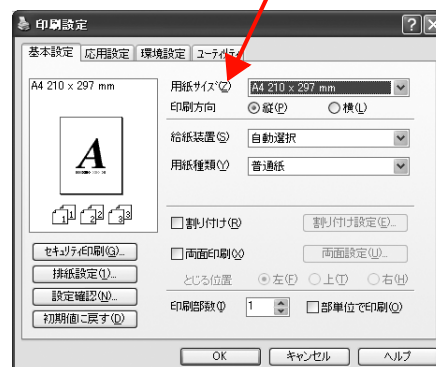 印刷設定
基本設定 応用設定 環境設定 ユーティリティ
A4 210 x 297 mm
用紙サイズ(Z) A4 210 x 297 mm
印刷方向 縦(P) 横(L)
給紙装置(S) 自動選択
用紙種類(Y) 普通紙
A
1 1 2 2 3 3
割り付け(R) 割り付け設定(E)...
セキュリティ印刷(G)... 両面印刷(X) 両面設定(U)...
排紙設定(1)... とじる位置 左(F) 上(T) 右(H)
設定確認(N)... 印刷部数(I) 1 部単位で印刷(O)
初期値に戻す(D)
OK キャンセル ヘルプ